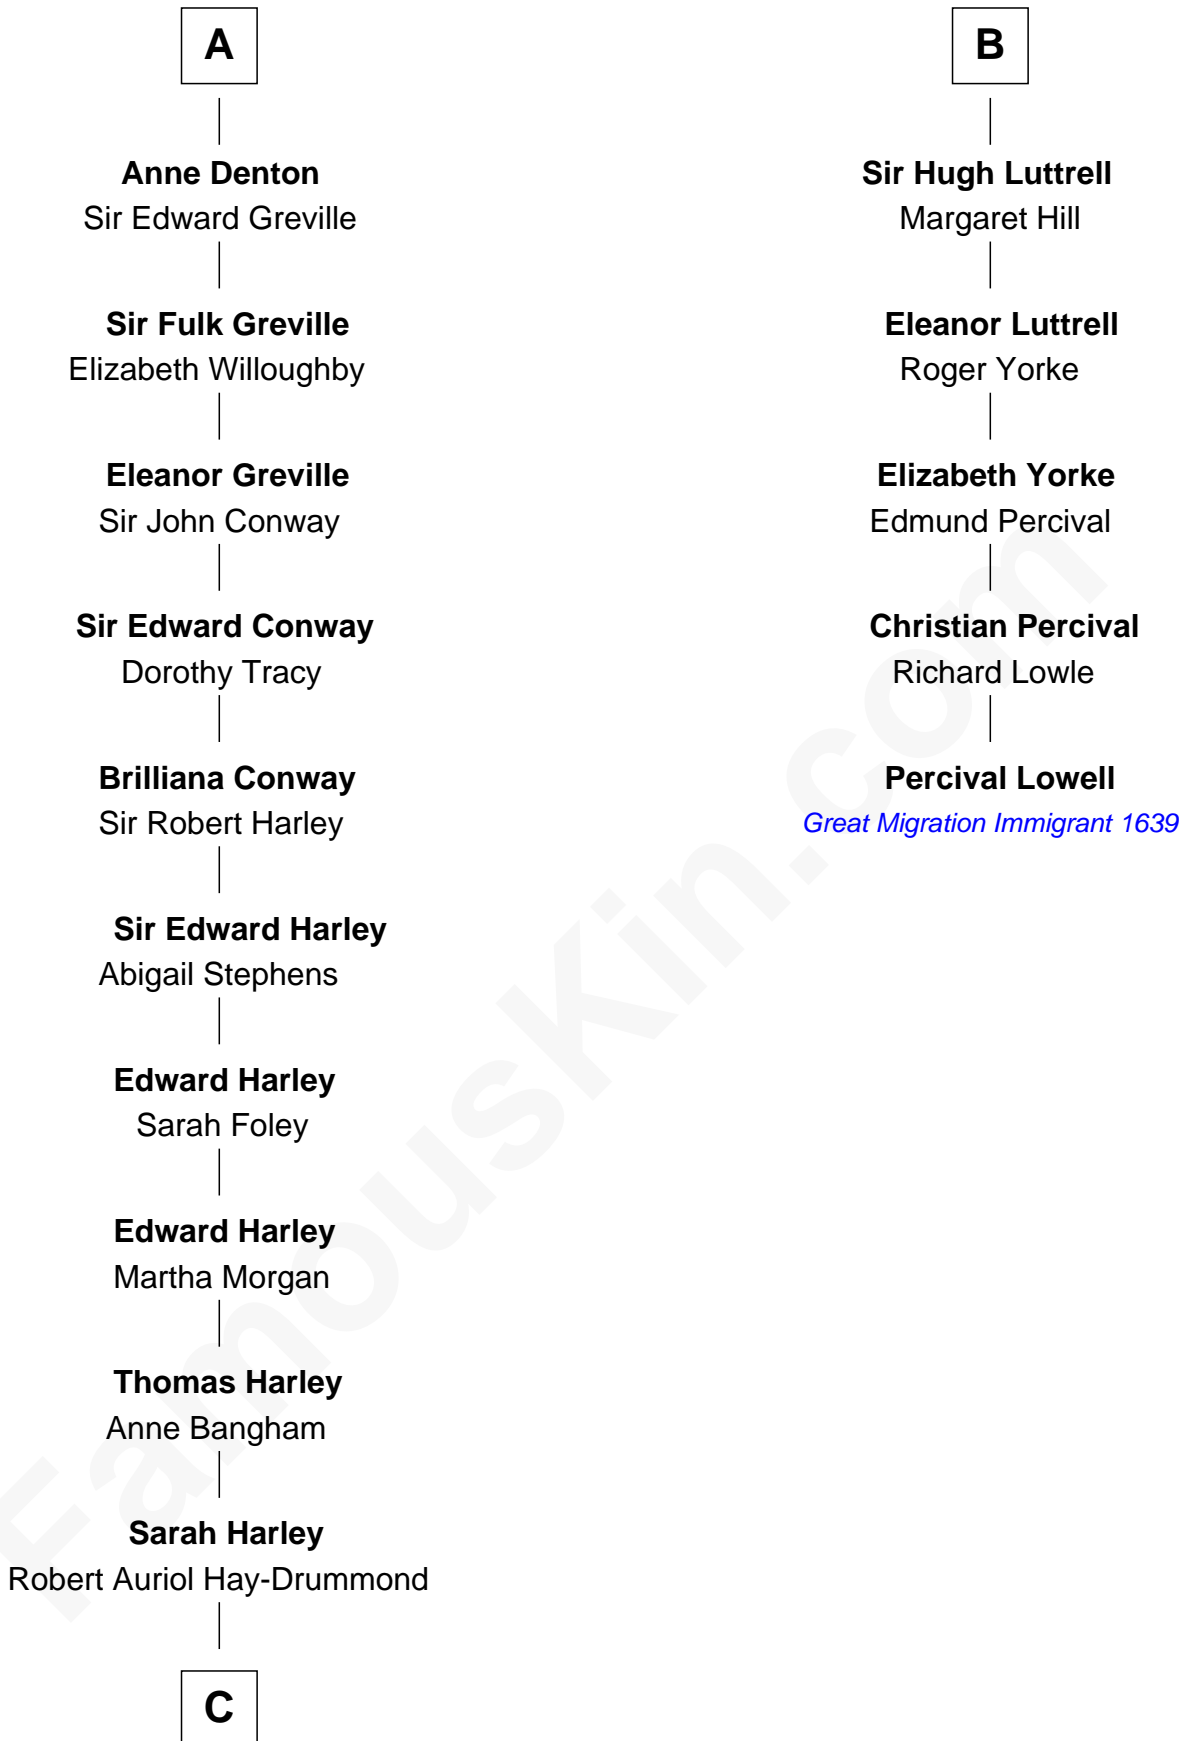 A
Anne Denton
Sir Edward Greville
Sir Fulk Greville
Elizabeth Willoughby
Eleanor Greville
Sir John Conway
Sir Edward Conway
Dorothy Tracy
Brilliana Conway
Sir Robert Harley
Sir Edward Harley
Abigail Stephens
Edward Harley
Sarah Foley
Edward Harley
Martha Morgan
Thomas Harley
Anne Bangham
Sarah Harley
Robert Auriol Hay-Drummond
C
B
Sir Hugh Luttrell
Margaret Hill
Eleanor Luttrell
Roger Yorke
Elizabeth Yorke
Edmund Percival
Christian Percival
Richard Lowle
Percival Lowell
Great Migration Immigrant 1639
FamousKin.com